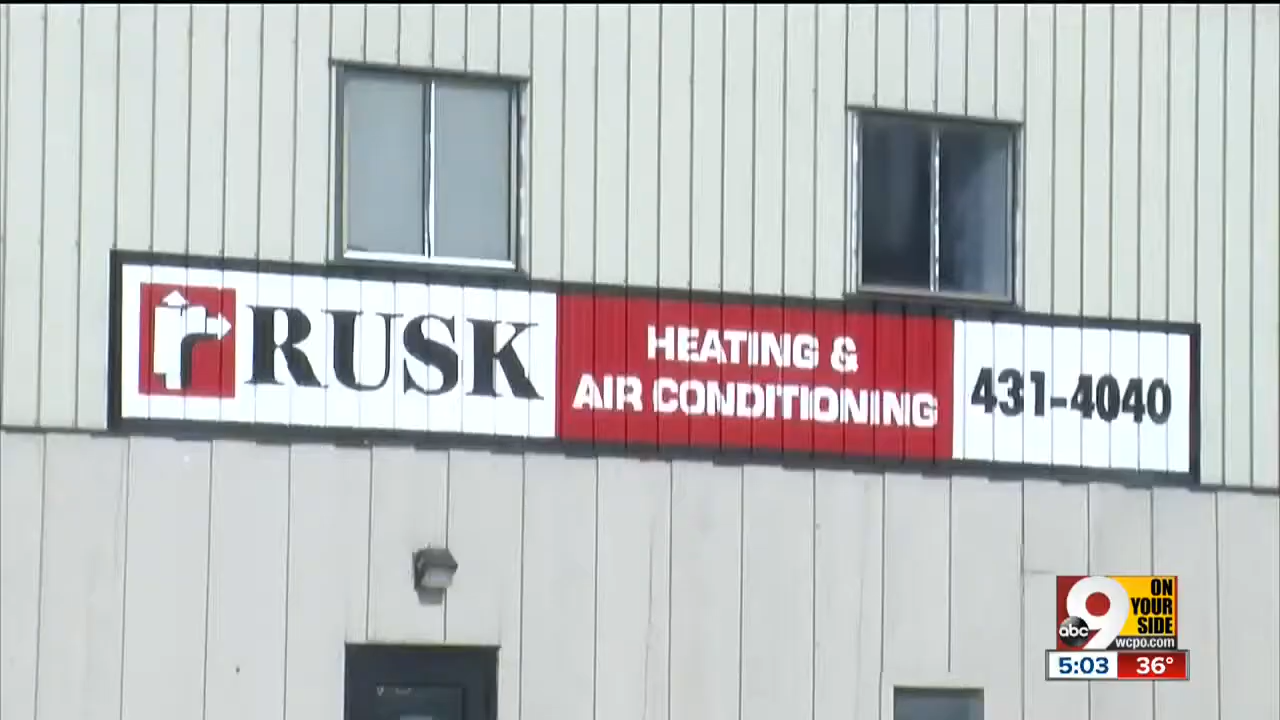 RUSK
HEATING &
AIR CONDITIONING
431-4040
ON
YOUR
SIDE
abc 9
wcpo.com
5:03 36°